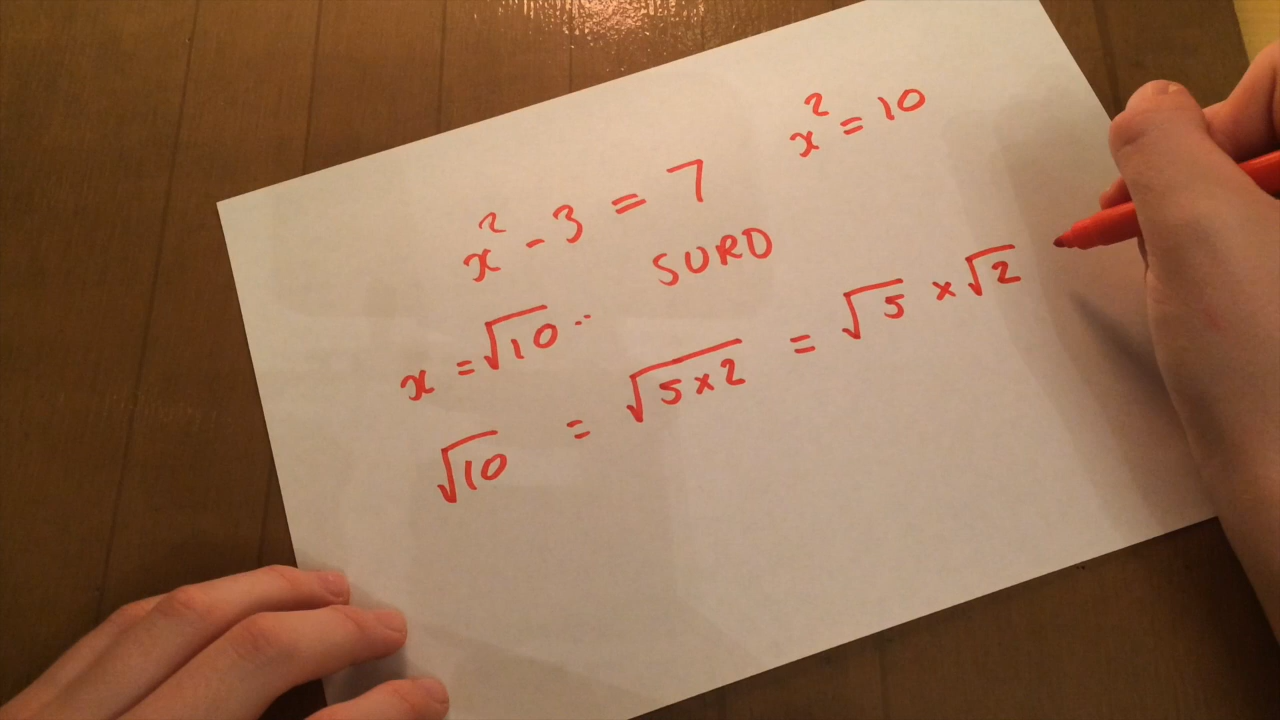 x² = 10
x² - 3 = 7
SURD
x = √10 ..
√10 = √5×2 = √5 × √2